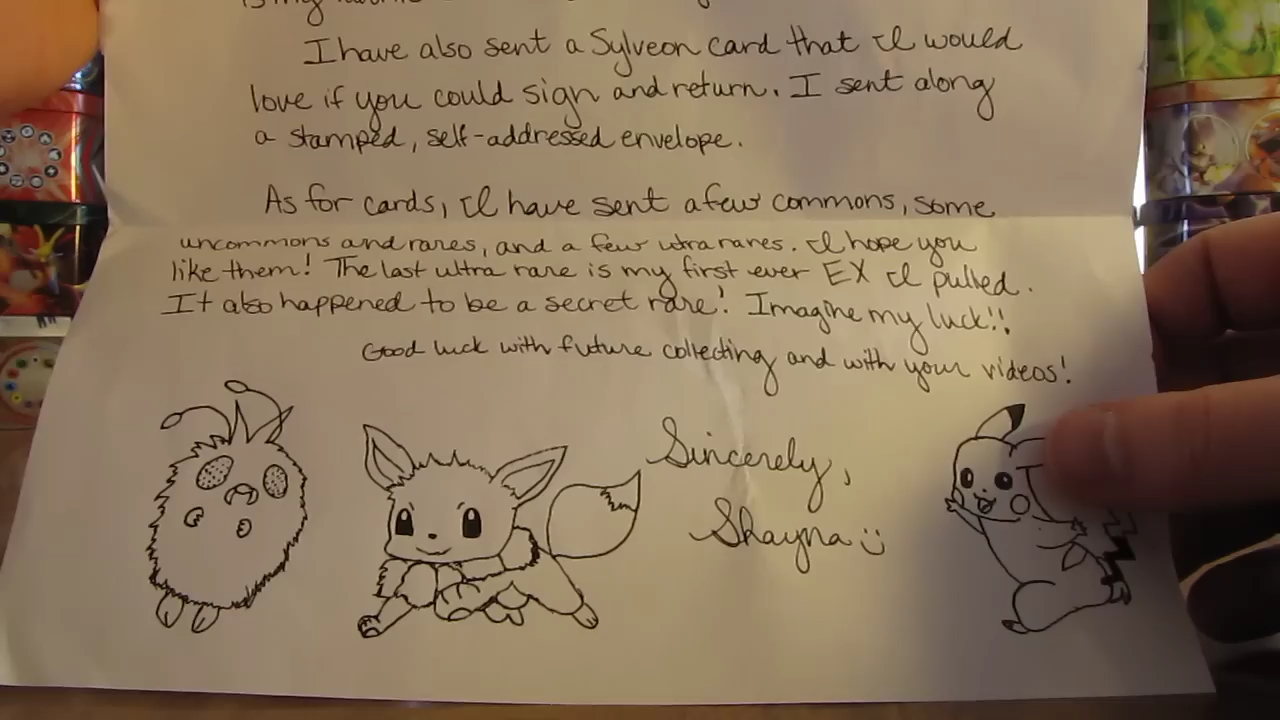 is my
I have also sent a Sylveon card that I would
love if you could sign and return. I sent along
a stamped, self-addressed envelope.
As for cards, I have sent a few commons, some
uncommons and rares, and a few utra rares. I hope you
like them! The last ultra rare is my first ever EX I pulled.
It also happened to be a secret rare! Imagine my luck!!
Good luck with future collecting and with your videos!
Sincerely,
Shayna